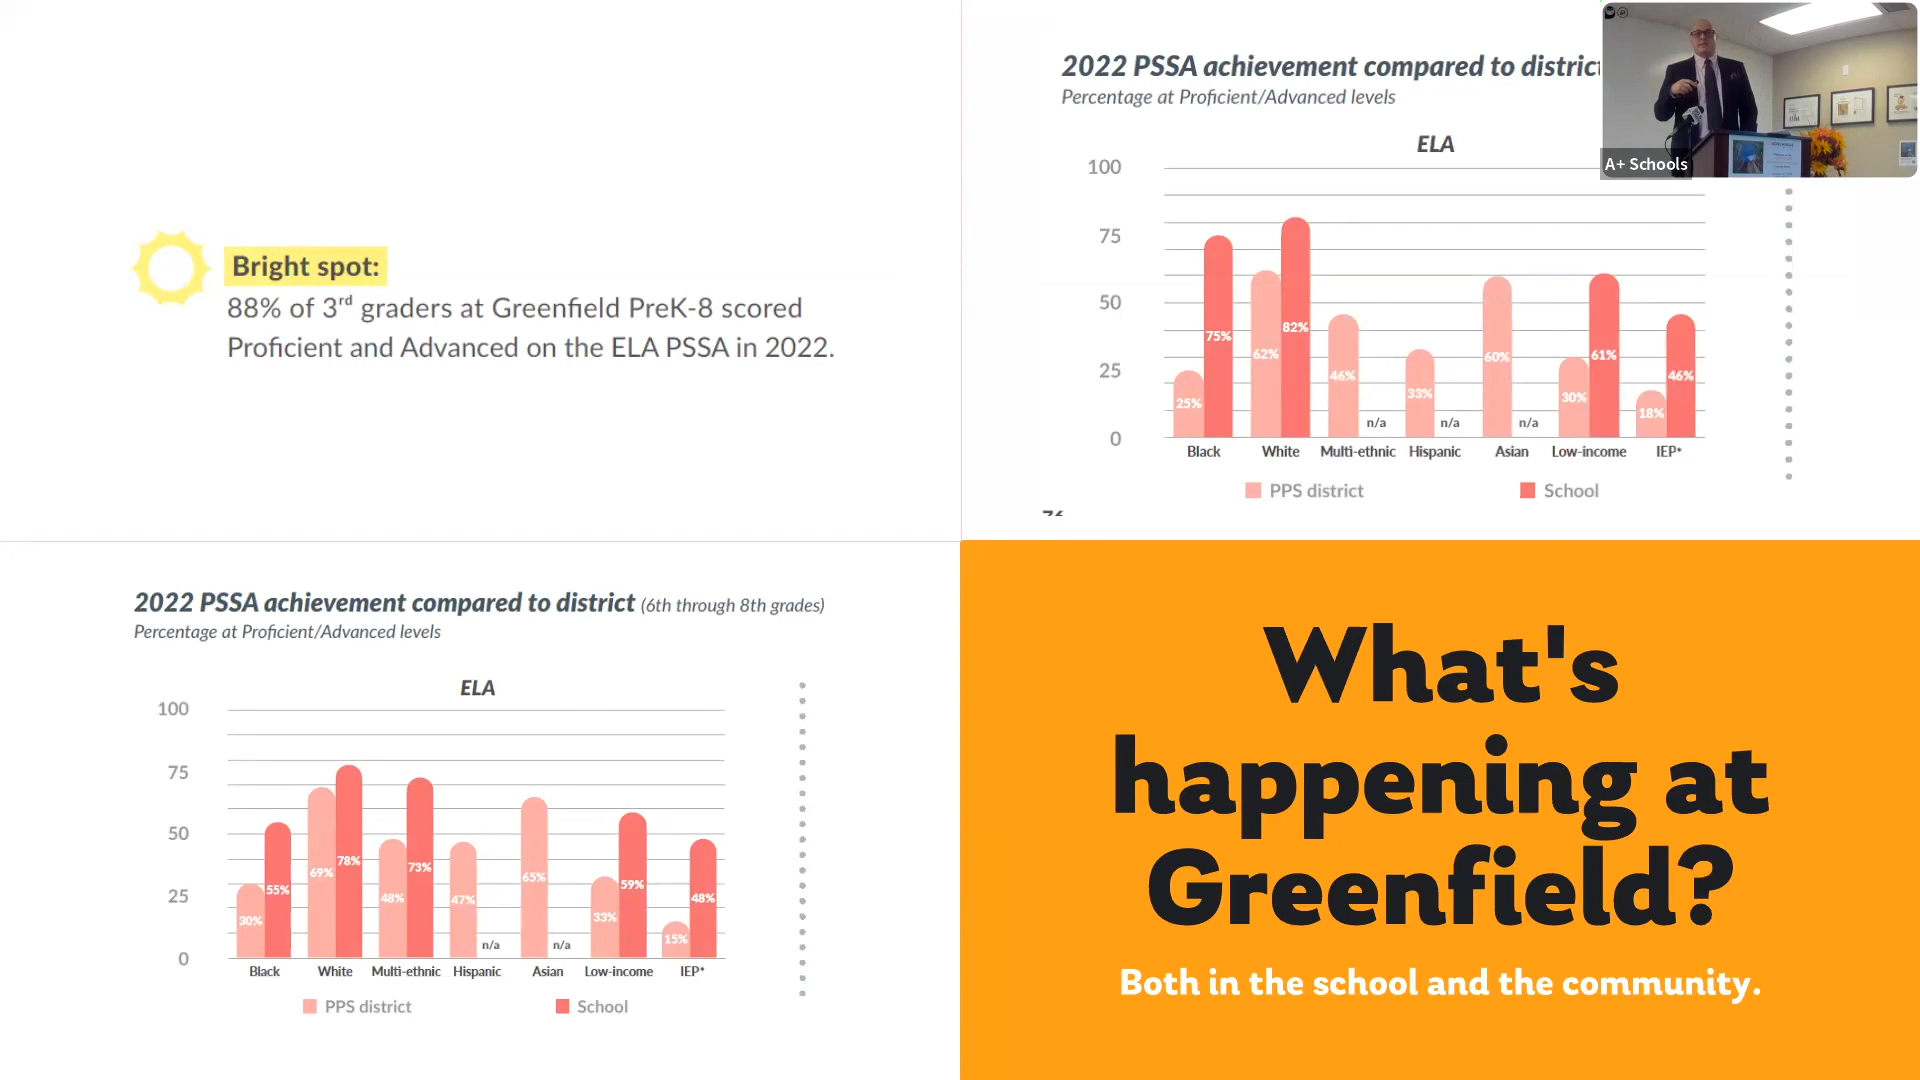 Bright spot:
88% of 3rd graders at Greenfield PreK-8 scored
Proficient and Advanced on the ELA PSSA in 2022.
2022 PSSA achievement compared to district
Percentage at Proficient/Advanced levels
A+ Schools
ELA
100
75
50
25
0
25% 75% 62% 82% 46% n/a 33% n/a 60% n/a 30% 61% 18% 46%
Black White Multi-ethnic Hispanic Asian Low-income IEP*
PPS district School
2022 PSSA achievement compared to district (6th through 8th grades)
Percentage at Proficient/Advanced levels
ELA
100
75
50
25
0
30% 55% 69% 78% 48% 73% 47% n/a 65% n/a 33% 59% 15% 48%
Black White Multi-ethnic Hispanic Asian Low-income IEP*
PPS district School
What's
happening at
Greenfield?
Both in the school and the community.